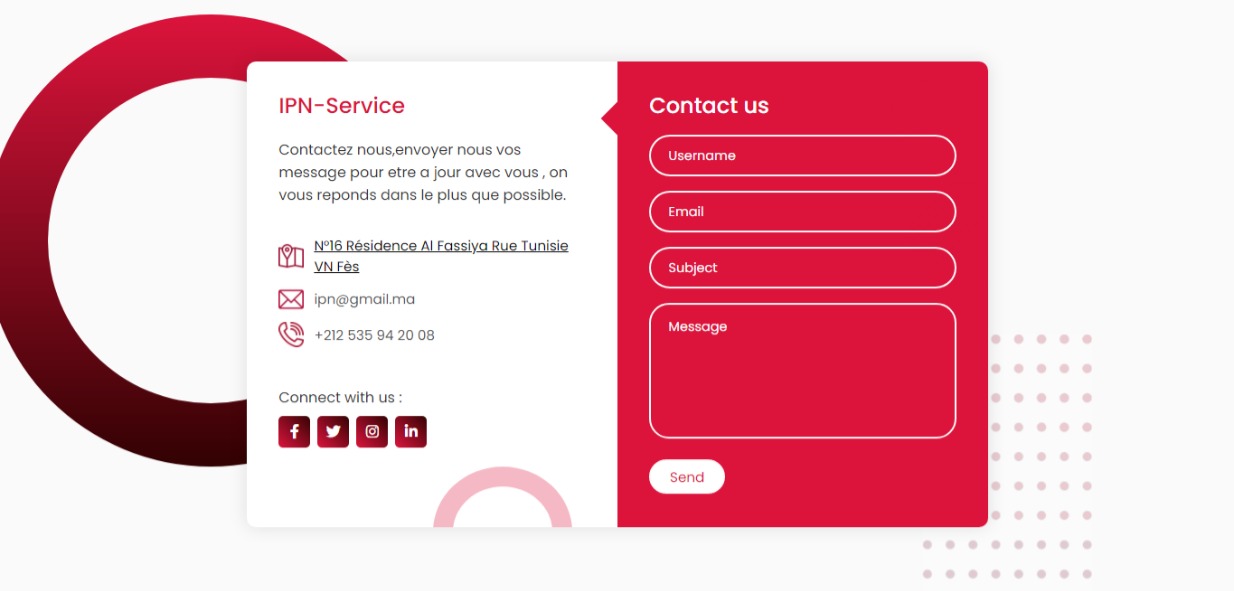 IPN-Service
Contactez nous,envoyer nous vos
message pour etre a jour avec vous , on
vous reponds dans le plus que possible.
N°16 Résidence Al Fassiya Rue Tunisie
VN Fès
ipn@gmail.ma
+212 535 94 20 08
Connect with us :
Contact us
Username
Email
Subject
Message
Send